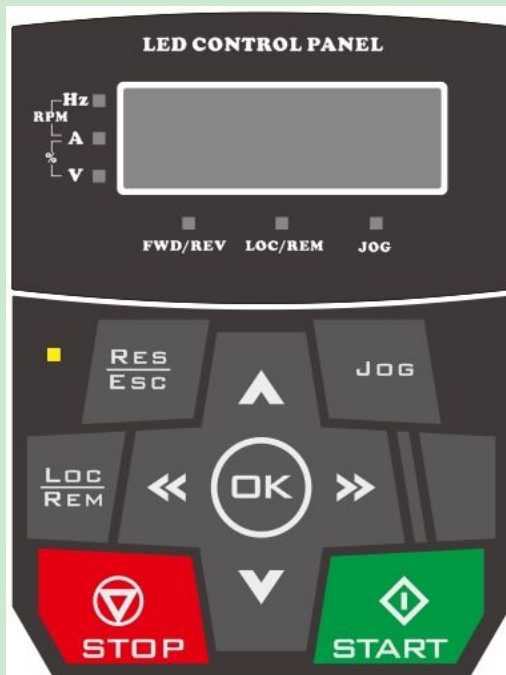 LED CONTROL PANEL
Hz
RPM
A
%
V
FWD/REV LOC/REM JOG
RES
ESC
JOG
LOC
REM
OK
STOP
START